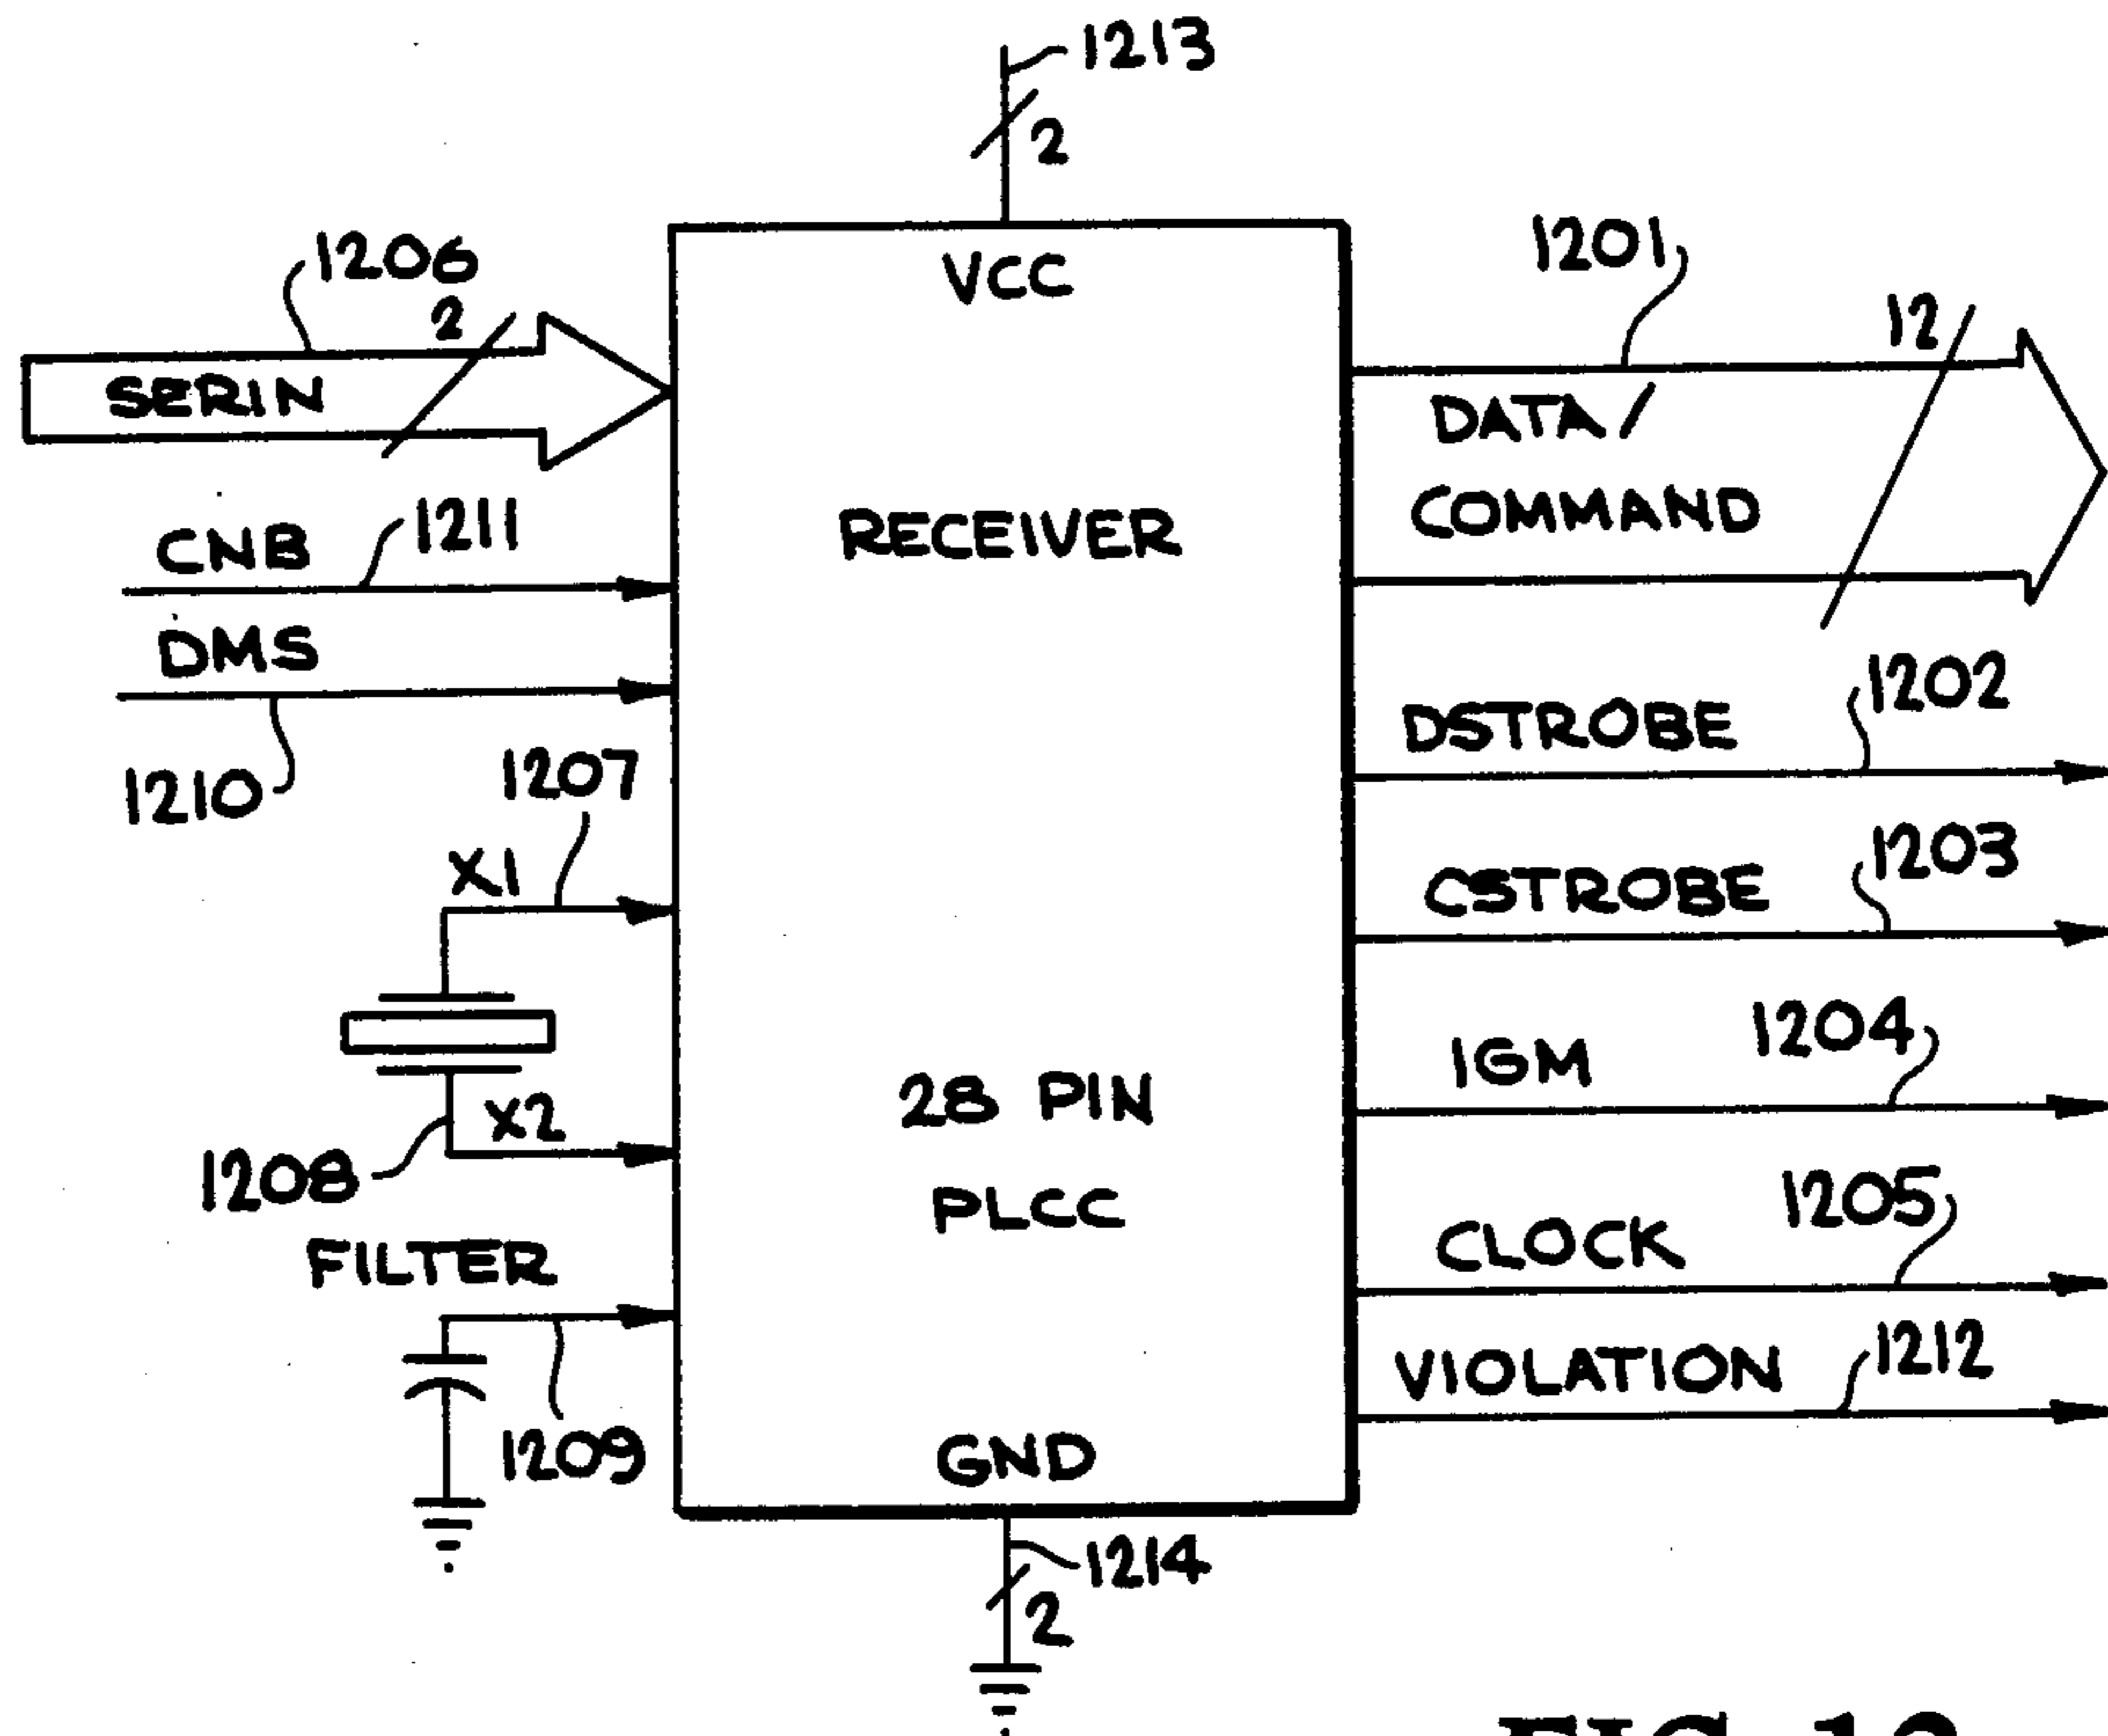 1213
2
1206
2
SERIN
VCC
1201
12
DATA/
COMMAND
RECEIVER
CNB
1211
DMS
1210
DSTROBE
1202
1207
X1
CSTROBE
1203
IGM
1204
X2
1208
28 PIN
PLCC
CLOCK
1205
FILTER
1209
VIOLATION
1212
GND
1214
2